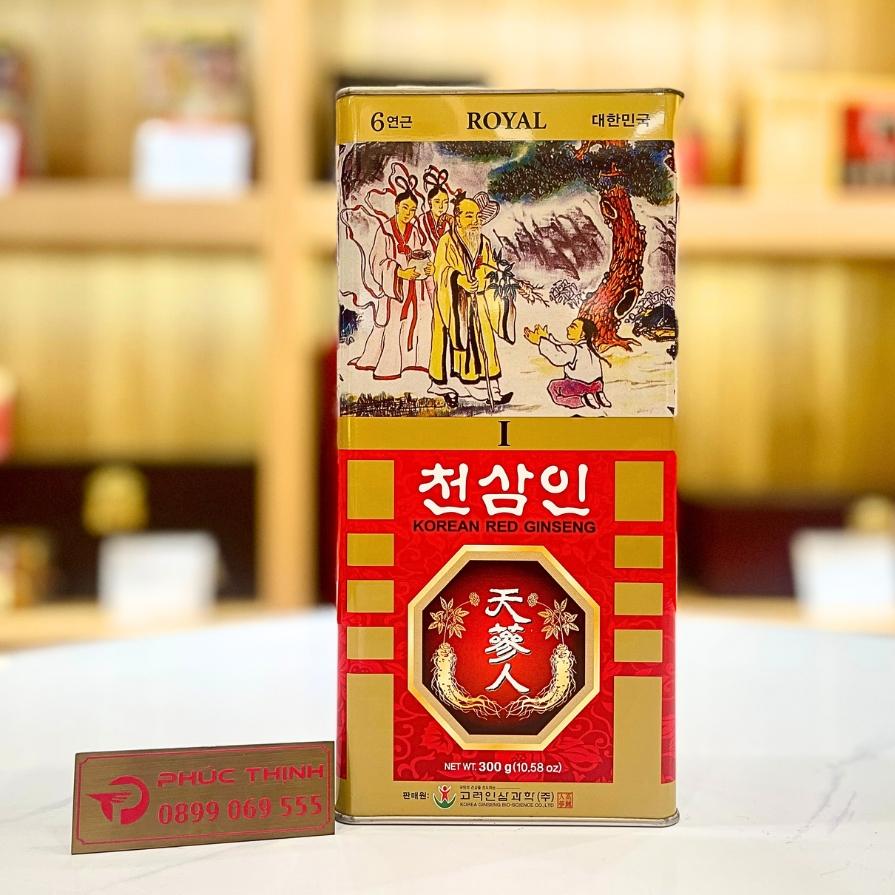 6연근 ROYAL 대한민국
I
천삼인
KOREAN RED GINSENG
天
蔘
人
NET WT. 300 g(10.58 oz)
판매원: 고려인삼과학(주)
KOREA GINSENG BIO-SCIENCE CO.,LTD
PHÚC THỊNH
0899 069 555